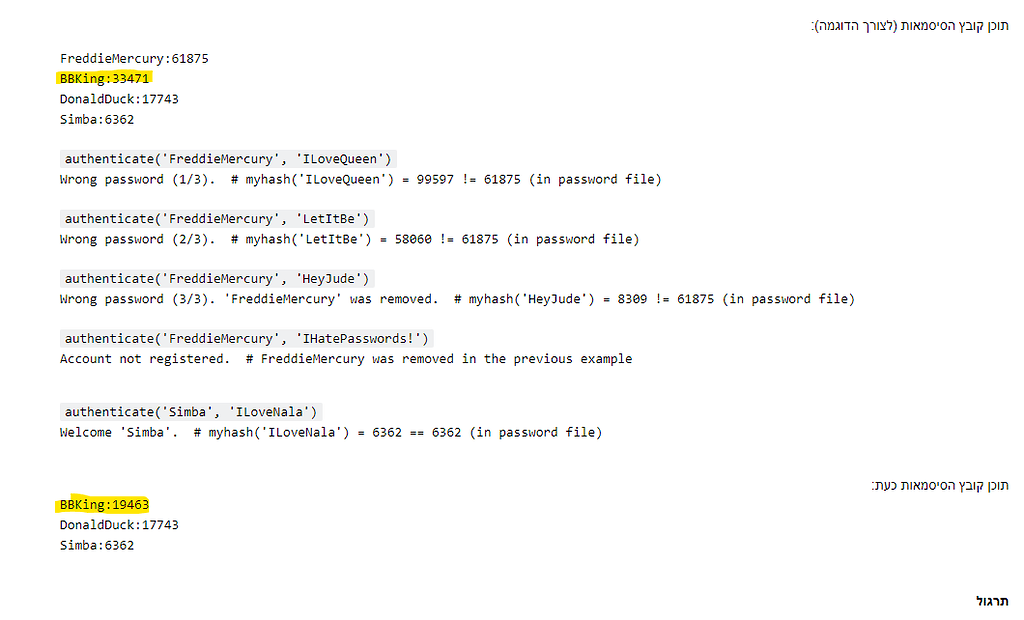 תוכן קובץ הסיסמאות (לצורך הדוגמה):
FreddieMercury:61875
BBKing:33471
DonaldDuck:17743
Simba:6362
authenticate('FreddieMercury', 'ILoveQueen')
Wrong password (1/3).  # myhash('ILoveQueen') = 99597 != 61875 (in password file)
authenticate('FreddieMercury', 'LetItBe')
Wrong password (2/3).  # myhash('LetItBe') = 58060 != 61875 (in password file)
authenticate('FreddieMercury', 'HeyJude')
Wrong password (3/3). 'FreddieMercury' was removed.  # myhash('HeyJude') = 8309 != 61875 (in password file)
authenticate('FreddieMercury', 'IHatePasswords!')
Account not registered.  # FreddieMercury was removed in the previous example
authenticate('Simba', 'ILoveNala')
Welcome 'Simba'.  # myhash('ILoveNala') = 6362 == 6362 (in password file)
תוכן קובץ הסיסמאות כעת:
BBKing:19463
DonaldDuck:17743
Simba:6362
תרגול